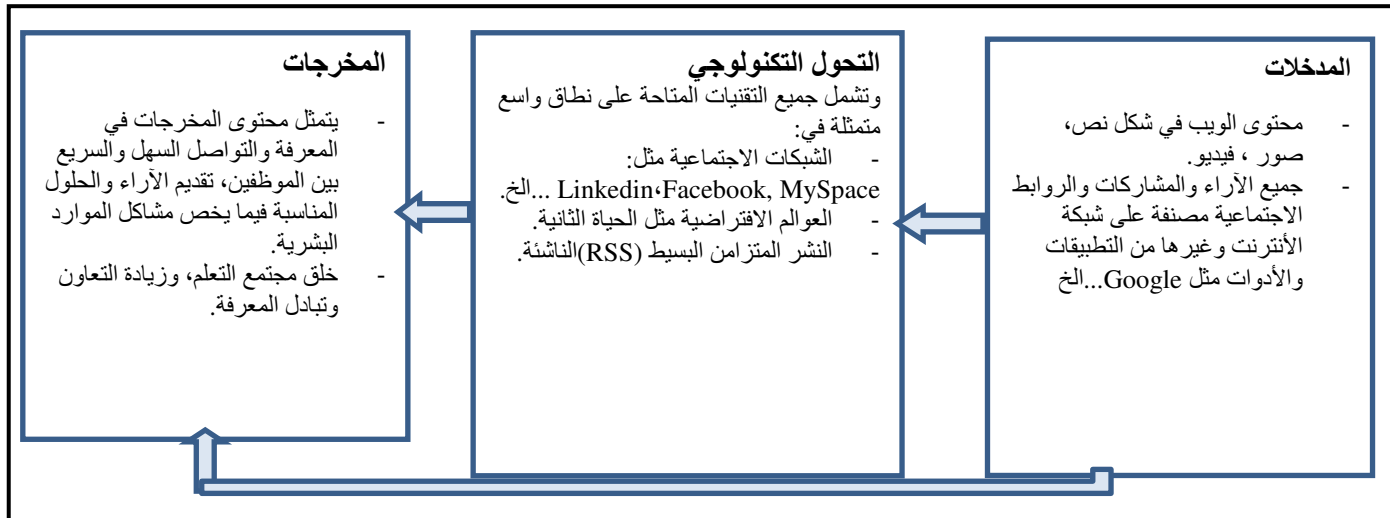 المدخلات
- محتوى الويب في شكل نص،
صور ، فيديو.
- جميع الآراء والمشاركات والروابط
الاجتماعية مصنفة على شبكة
الأنترنت وغيرها من التطبيقات
والأدوات مثل Google...الخ
التحول التكنولوجي
وتشمل جميع التقنيات المتاحة على نطاق واسع
متمثلة في:
- الشبكات الاجتماعية مثل:
Linkedin،Facebook, MySpace ...الخ.
- العوالم الافتراضية مثل الحياة الثانية.
- النشر المتزامن البسيط (RSS)الناشئة.
المخرجات
- يتمثل محتوى المخرجات في
المعرفة والتواصل السهل والسريع
بين الموظفين، تقديم الآراء والحلول
المناسبة فيما يخص مشاكل الموارد
البشرية.
- خلق مجتمع التعلم، وزيادة التعاون
وتبادل المعرفة.